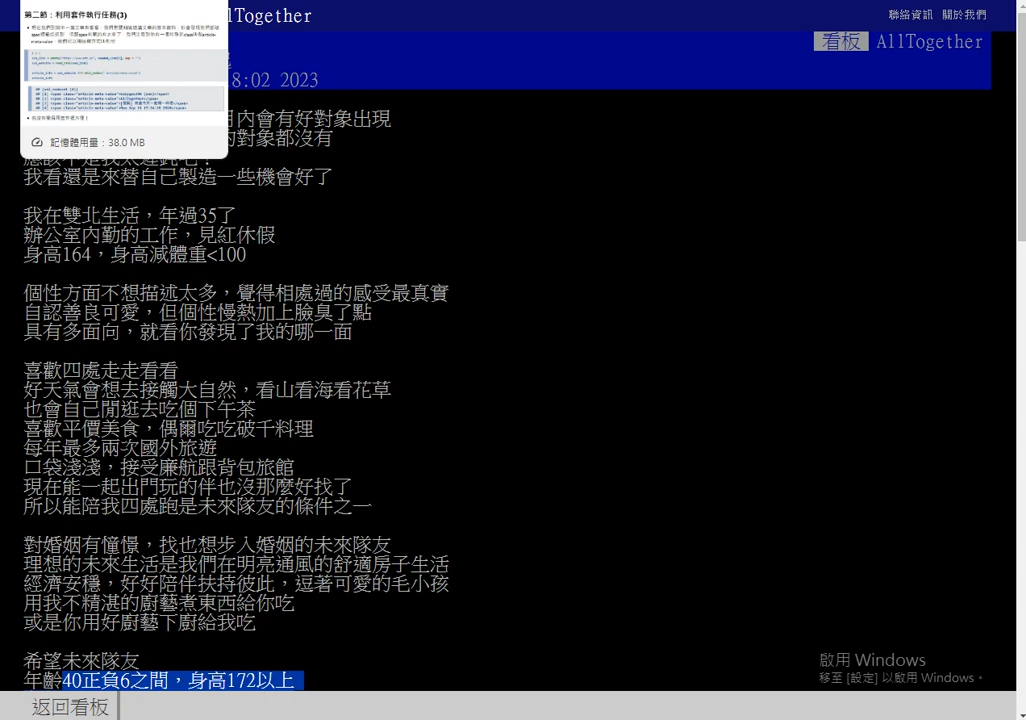 第二節：利用套件執行任務(3)
記憶體用量：38.0 MB
lTogether
聯絡資訊 關於我們
看板 AllTogether
8:02 2023
月內會有好對象出現
的對象都沒有
我看還是來替自己製造一些機會好了
我在雙北生活，年過35了
辦公室內勤的工作，見紅休假
身高164，身高減體重<100
個性方面不想描述太多，覺得相處過的感受最真實
自認善良可愛，但個性慢熱加上臉臭了點
具有多面向，就看你發現了我的哪一面
喜歡四處走走看看
好天氣會想去接觸大自然，看山看海看花草
也會自己閒逛去吃個下午茶
喜歡平價美食，偶爾吃吃破千料理
每年最多兩次國外旅遊
口袋淺淺，接受廉航跟背包旅館
現在能一起出門玩的伴也沒那麼好找了
所以能陪我四處跑是未來隊友的條件之一
對婚姻有憧憬，找也想步入婚姻的未來隊友
理想的未來生活是我們在明亮通風的舒適房子生活
經濟安穩，好好陪伴扶持彼此，逗著可愛的毛小孩
用我不精湛的廚藝煮東西給你吃
或是你用好廚藝下廚給我吃
希望未來隊友
年齡40正負6之間，身高172以上
啟用 Windows
移至 [設定] 以啟用 Windows。
返回看板